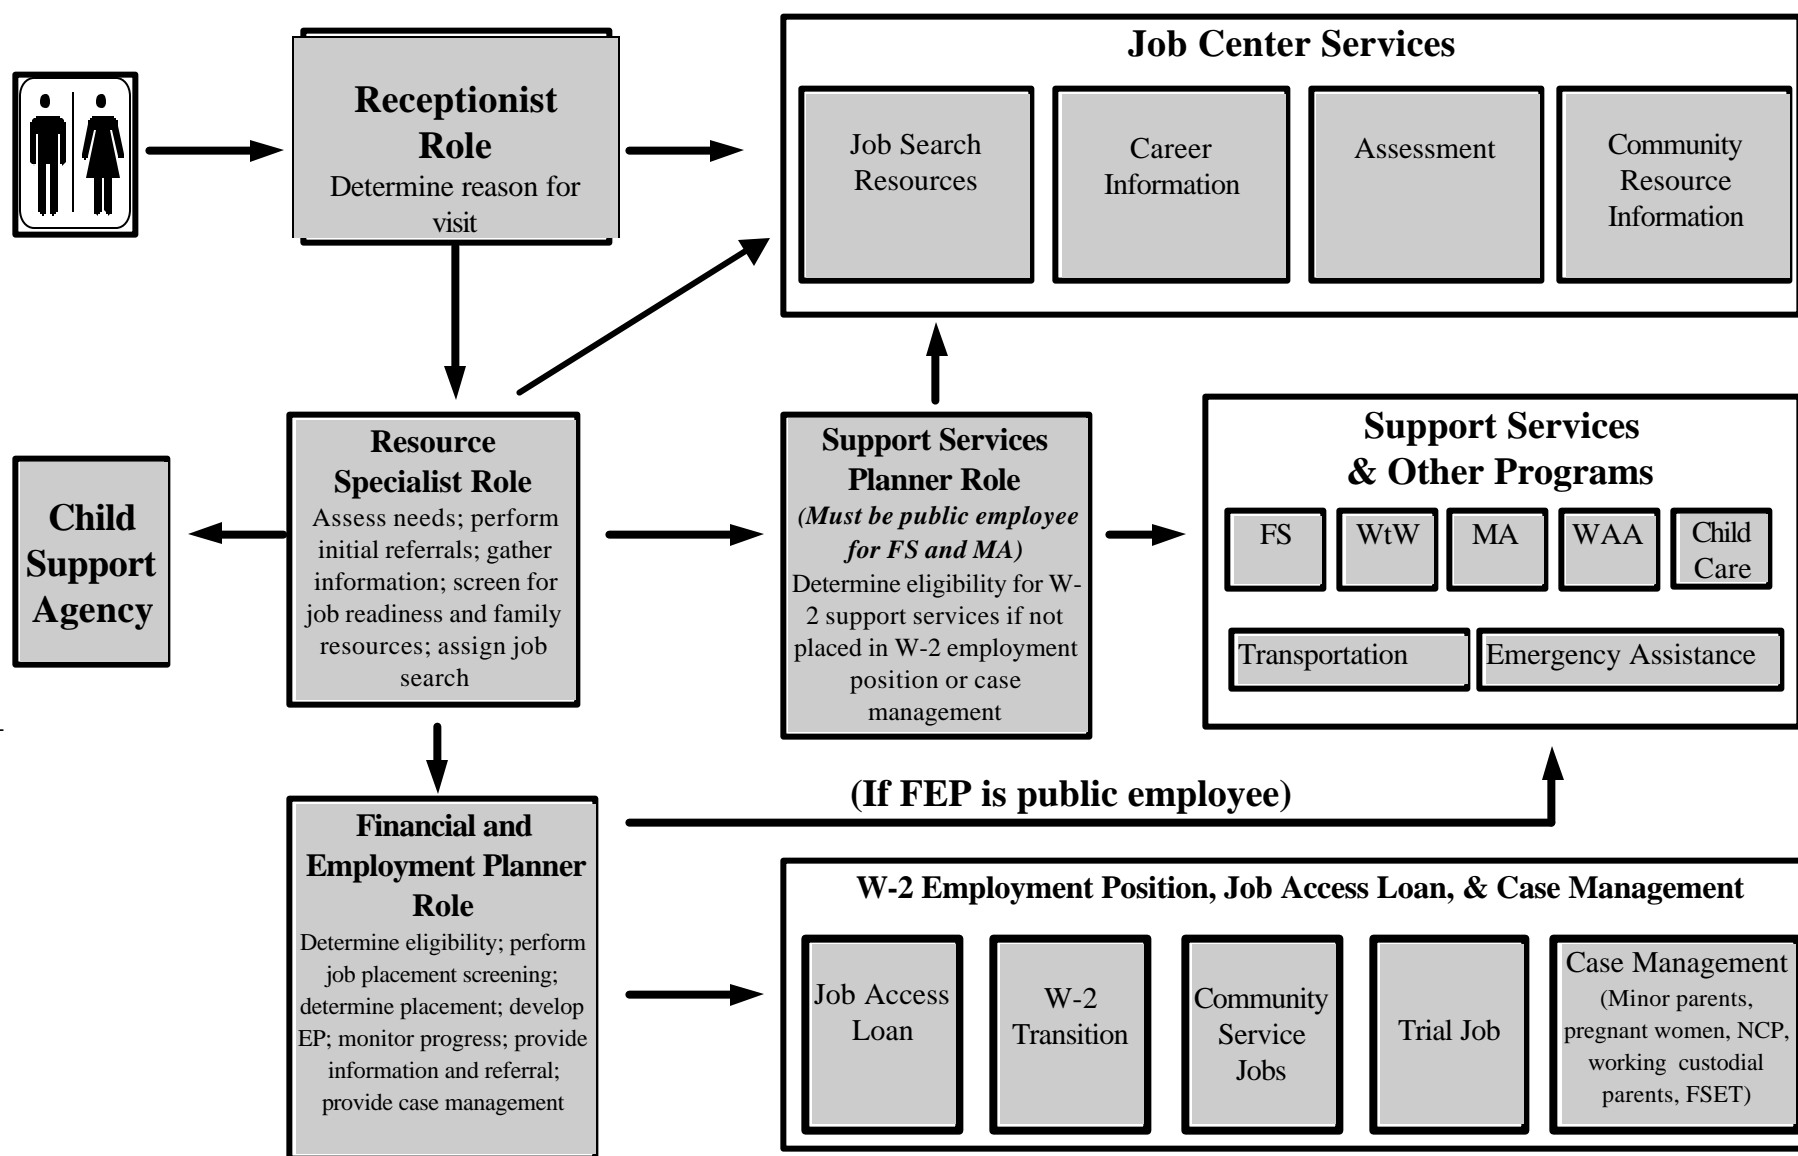 Receptionist
Role
Determine reason for
visit
Job Center Services
Job Search
Resources
Career
Information
Assessment
Community
Resource
Information
Child
Support
Agency
Resource
Specialist Role
Assess needs; perform
initial referrals; gather
information; screen for
job readiness and family
resources; assign job
search
Support Services
Planner Role
(Must be public employee
for FS and MA)
Determine eligibility for W-
2 support services if not
placed in W-2 employment
position or case
management
Support Services
& Other Programs
FS
WtW
MA
WAA
Child
Care
Transportation
Emergency Assistance
(If FEP is public employee)
Financial and
Employment Planner
Role
Determine eligibility; perform
job placement screening;
determine placement; develop
EP; monitor progress; provide
information and referral;
provide case management
W-2 Employment Position, Job Access Loan, & Case Management
Job Access
Loan
W-2
Transition
Community
Service
Jobs
Trial Job
Case Management
(Minor parents,
pregnant women, NCP,
working custodial
parents, FSET)